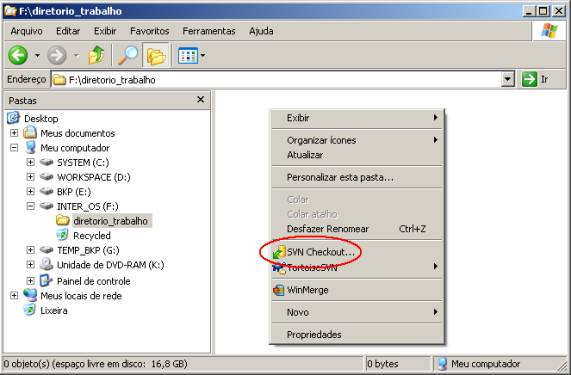 F:\diretorio_trabalho
Arquivo Editar Exibir Favoritos Ferramentas Ajuda
Endereço F:\diretorio_trabalho Ir
Pastas
Desktop
Meus documentos
Meu computador
SYSTEM (C:)
WORKSPACE (D:)
BKP (E:)
INTER_OS (F:)
diretorio_trabalho
Recycled
TEMP_BKP (G:)
Unidade de DVD-RAM (K:)
Painel de controle
Meus locais de rede
Lixeira
Exibir
Organizar ícones
Atualizar
Personalizar esta pasta...
Colar
Colar atalho
Desfazer Renomear Ctrl+Z
SVN Checkout...
TortoiseSVN
WinMerge
Novo
Propriedades
0 objeto(s) (espaço livre em disco: 16,8 GB) 0 bytes Meu computador